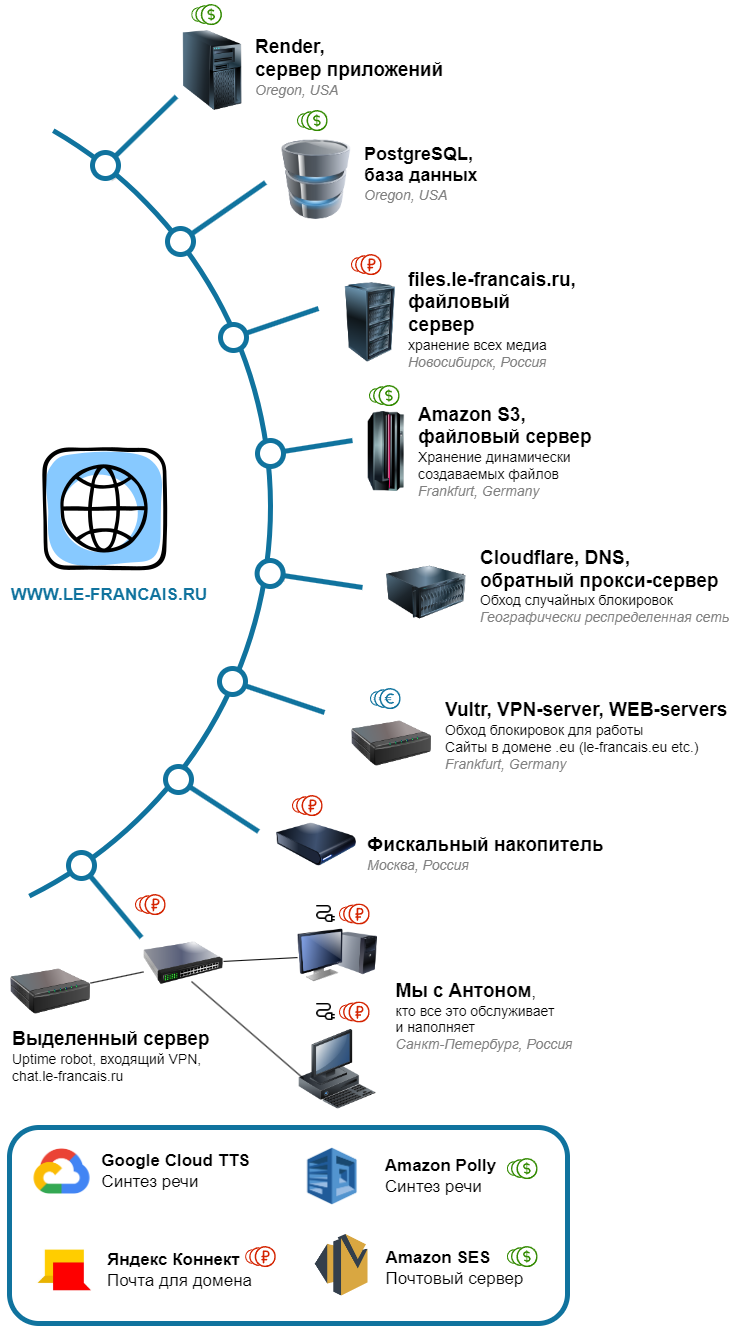 Render,
сервер приложений
Oregon, USA
PostgreSQL,
база данных
Oregon, USA
files.le-francais.ru,
файловый
сервер
хранение всех медиа
Новосибирск, Россия
Amazon S3,
файловый сервер
Хранение динамически
создаваемых файлов
Frankfurt, Germany
WWW.LE-FRANCAIS.RU
Cloudflare, DNS,
обратный прокси-сервер
Обход случайных блокировок
Географически распределенная сеть
Vultr, VPN-server, WEB-servers
Обход блокировок для работы
Сайты в домене .eu (le-francais.eu etc.)
Frankfurt, Germany
Фискальный накопитель
Москва, Россия
Мы с Антоном,
кто все это обслуживает
и наполняет
Санкт-Петербург, Россия
Выделенный сервер
Uptime robot, входящий VPN,
chat.le-francais.ru
Google Cloud TTS
Синтез речи
Amazon Polly
Синтез речи
Яндекс Коннект
Почта для домена
Amazon SES
Почтовый сервер